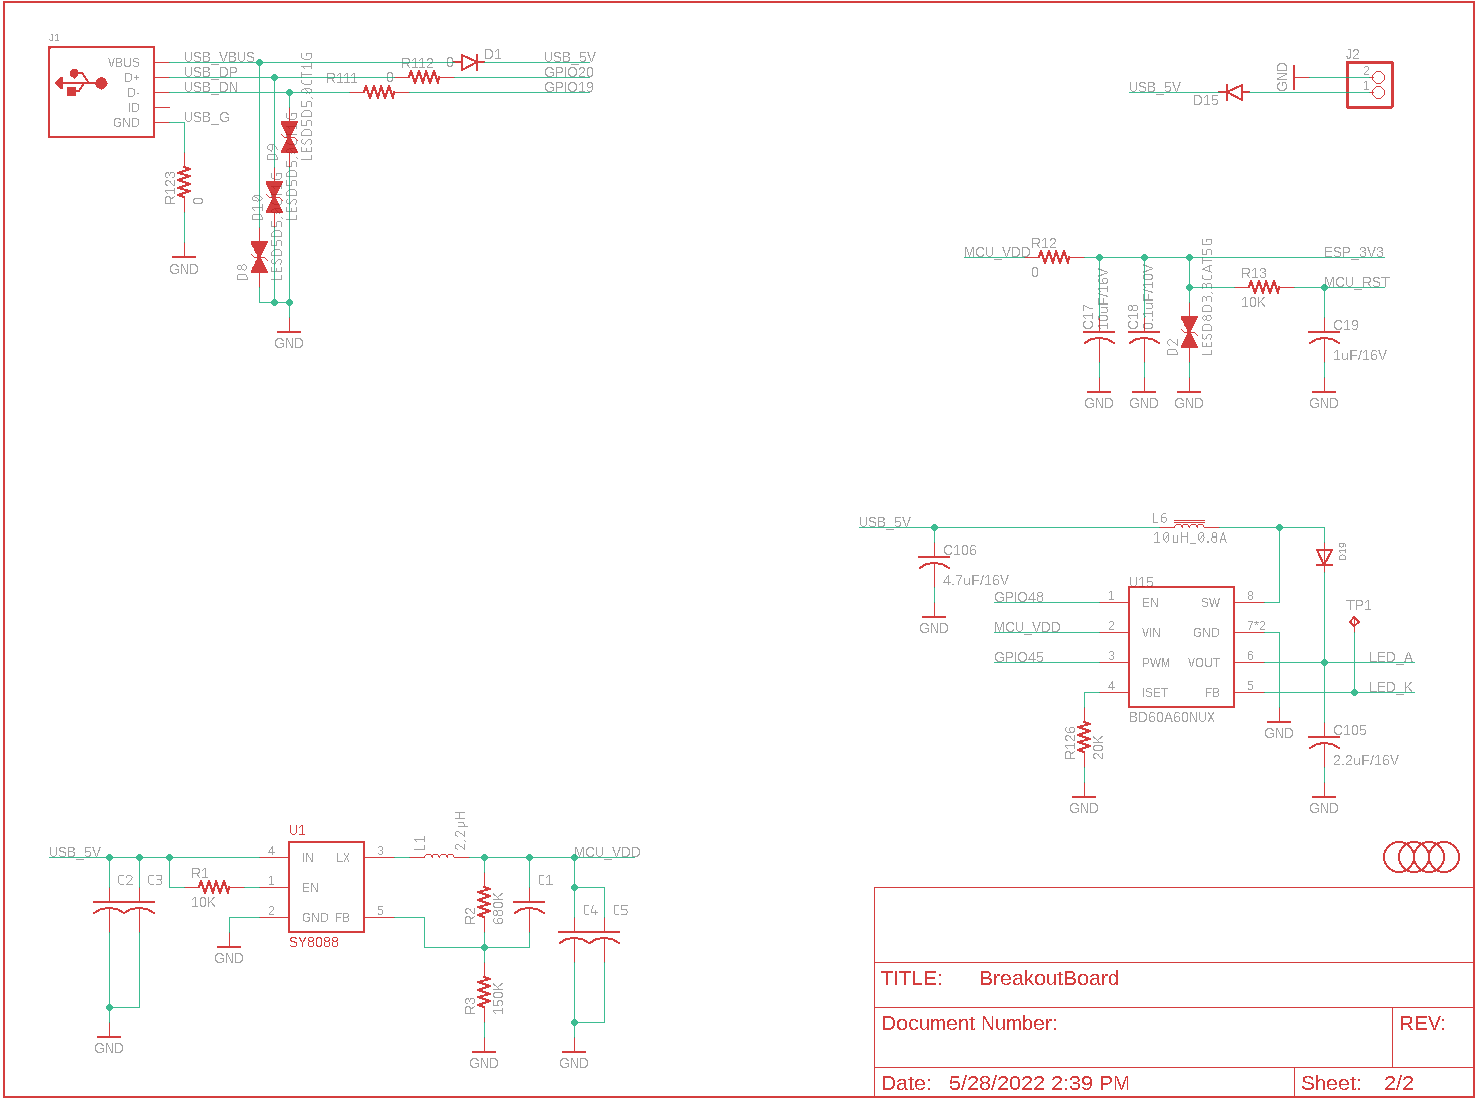 J1
VBUS
D+
D-
ID
GND
USB_VBUS
USB_DP
USB_DN
USB_G
R123
0
GND
R111
0
R112
0
D1
USB_5V
GPIO20
GPIO19
D9
D10
D8
LESD5D5.0CT1G
LESD5D5.
LESD5D5.
GND
J2
USB_5V
D15
GND
2
1
MCU_VDD
R12
0
C17
10uF/16V
C18
0.1uF/10V
D2
LESD8D3.3CAT5G
R13
10K
ESP_3V3
MCU_RST
C19
1uF/16V
GND
GND
GND
GND
USB_5V
C106
4.7uF/16V
GND
L6
10uH_0.8A
D19
U15
GPIO48
MCU_VDD
GPIO45
1
2
3
4
EN
VIN
PWM
ISET
SW
GND
VOUT
FB
8
7*2
6
5
BD60A60NUX
R126
20K
GND
GND
TP1
LED_A
LED_K
C105
2.2uF/16V
GND
USB_5V
C2
C3
R1
10K
GND
GND
U1
4
1
2
IN
EN
GND
LX
FB
3
5
SY8088
L1
2.2µH
R2
680K
C1
R3
150K
GND
MCU_VDD
C4
C5
GND
TITLE: BreakoutBoard
Document Number:
REV:
Date: 5/28/2022 2:39 PM
Sheet: 2/2